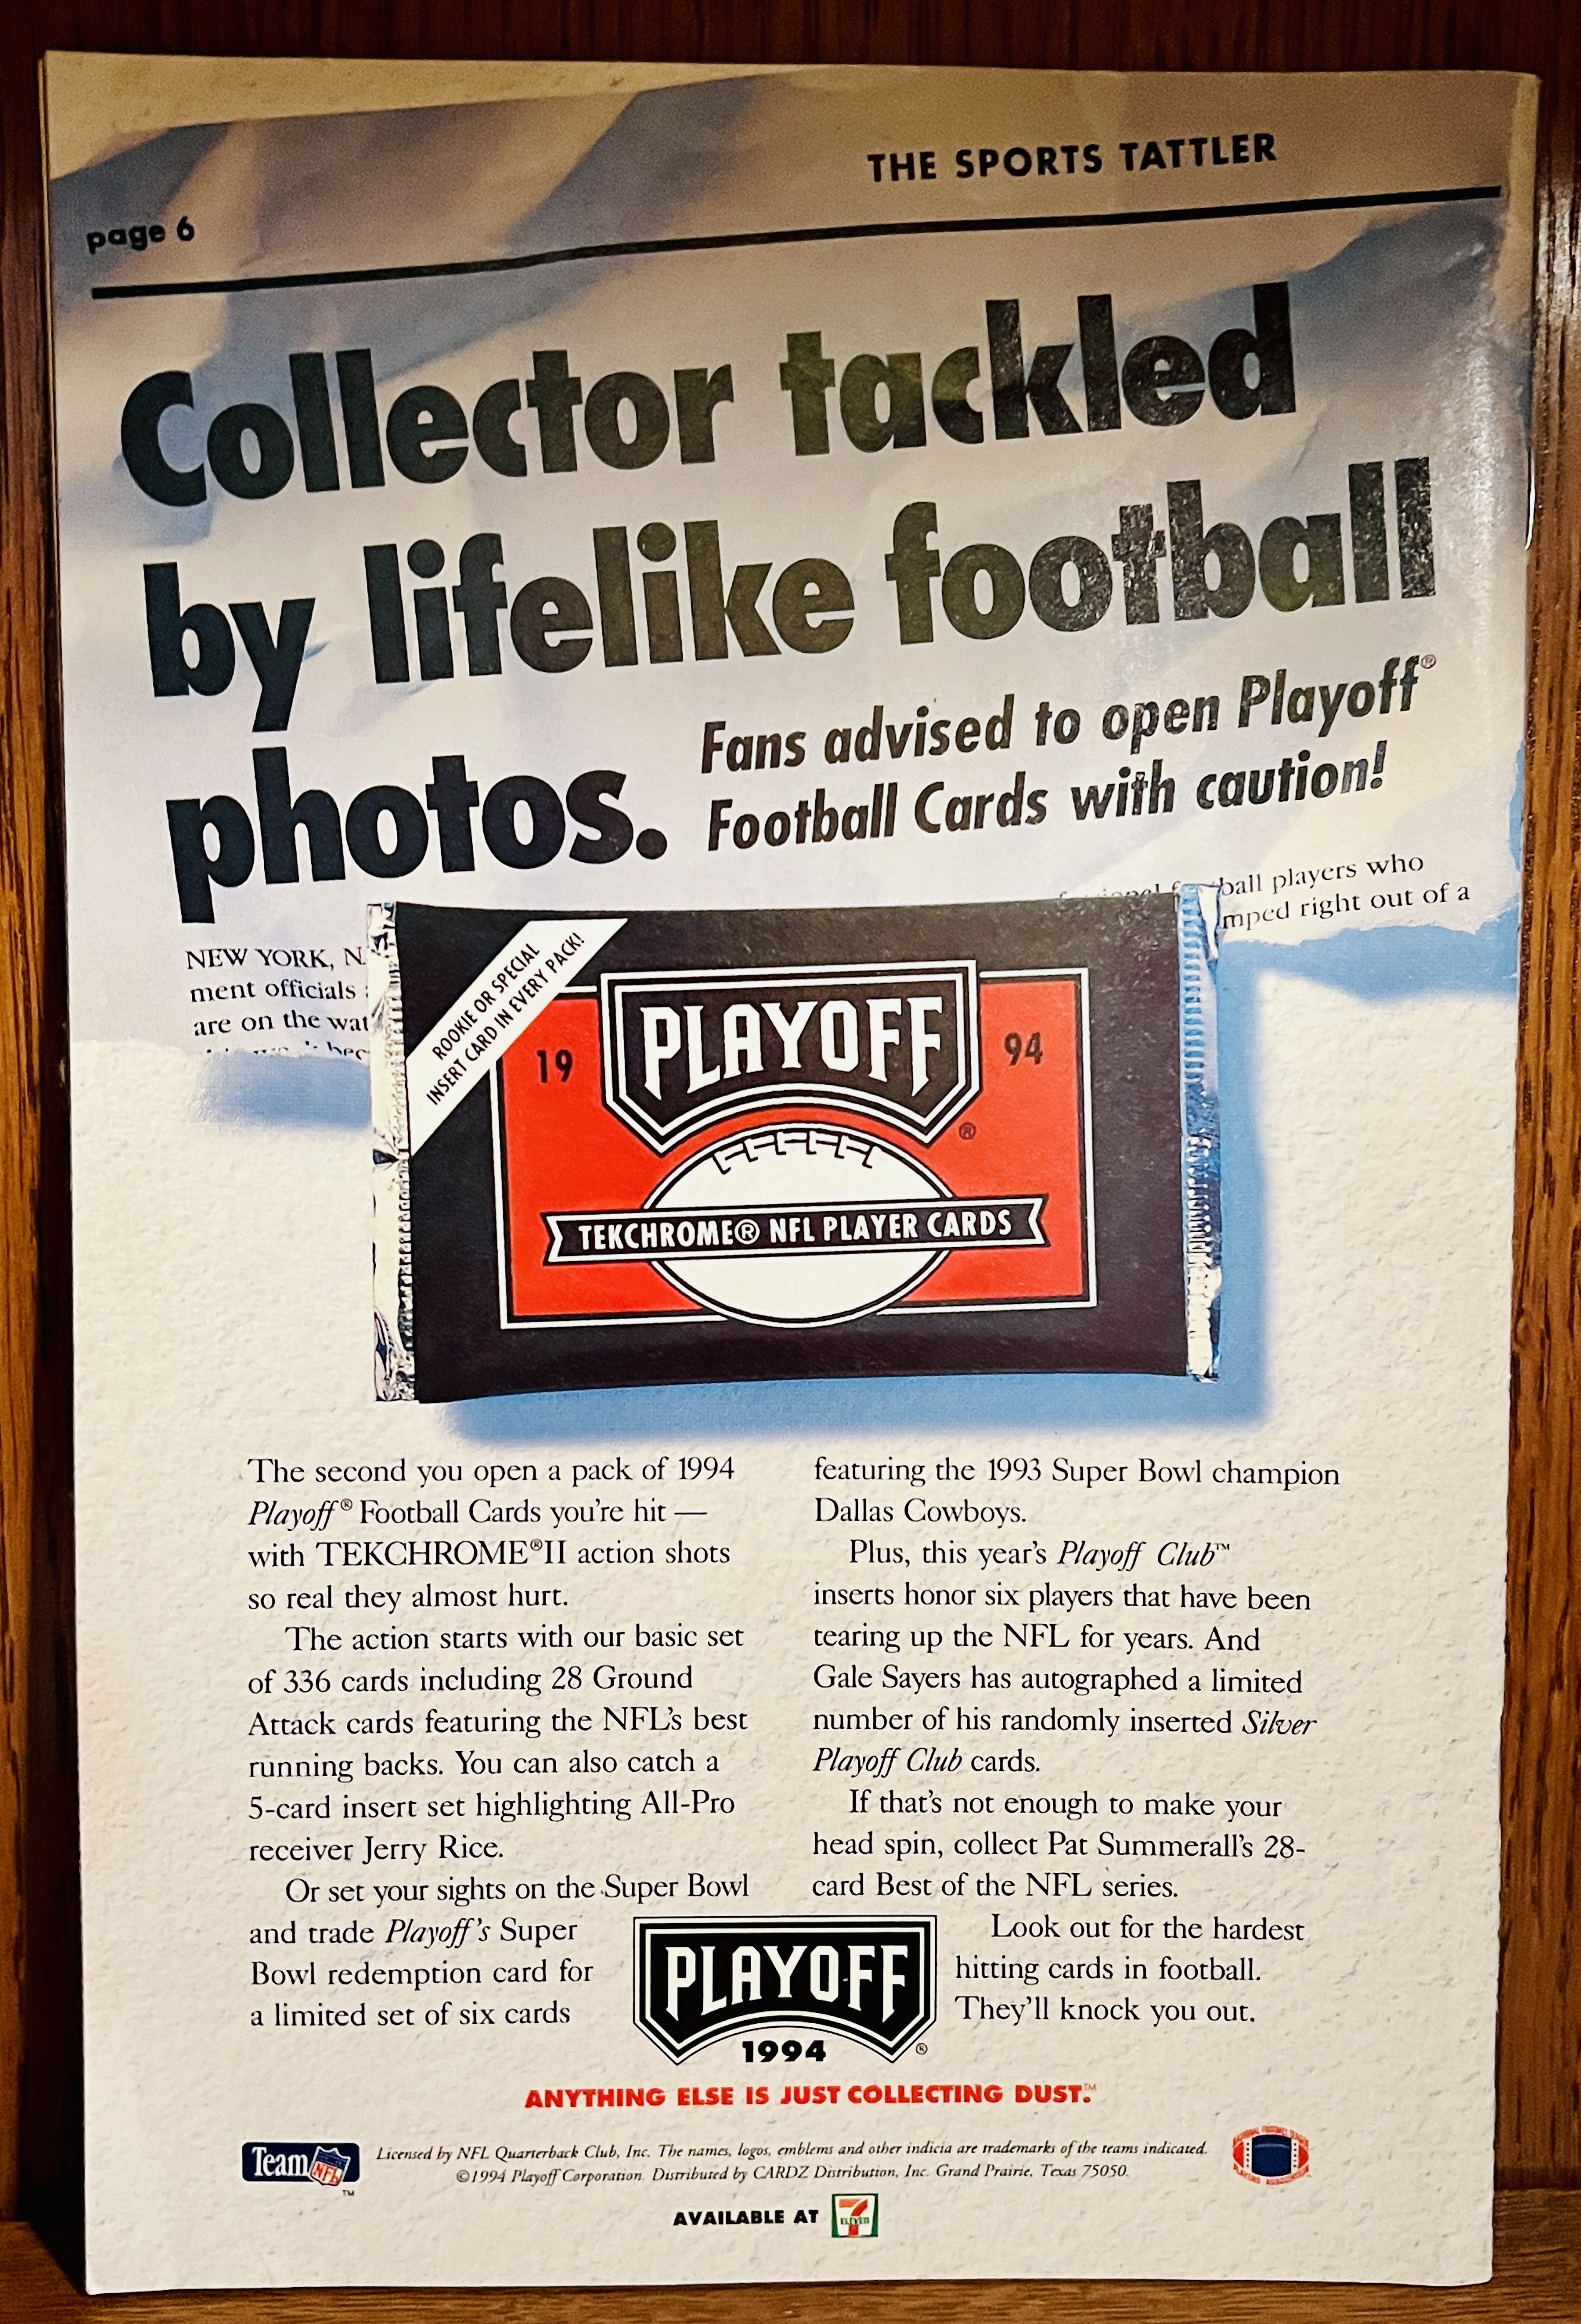 THE SPORTS TATTLER
page 6
Collector tackled
by lifelike football
photos.
Fans advised to open Playoff®
Football Cards with caution!
ball players who
mped right out of a
NEW YORK, N.
ment officials
are on the wat
ROOKIE OR SPECIAL
INSERT CARD IN EVERY PACK!
19 PLAYOFF 94
®
TEKCHROME® NFL PLAYER CARDS
The second you open a pack of 1994
Playoff® Football Cards you're hit —
with TEKCHROME®II action shots
so real they almost hurt.
The action starts with our basic set
of 336 cards including 28 Ground
Attack cards featuring the NFL's best
running backs. You can also catch a
5-card insert set highlighting All-Pro
receiver Jerry Rice.
Or set your sights on the Super Bowl
and trade Playoff's Super
Bowl redemption card for
a limited set of six cards
featuring the 1993 Super Bowl champion
Dallas Cowboys.
Plus, this year's Playoff Club™
inserts honor six players that have been
tearing up the NFL for years. And
Gale Sayers has autographed a limited
number of his randomly inserted Silver
Playoff Club cards.
If that's not enough to make your
head spin, collect Pat Summerall's 28-
card Best of the NFL series.
Look out for the hardest
hitting cards in football.
They'll knock you out.
PLAYOFF
1994 ®
ANYTHING ELSE IS JUST COLLECTING DUST.™
Team NFL ™
Licensed by NFL Quarterback Club, Inc. The names, logos, emblems and other indicia are trademarks of the teams indicated.
©1994 Playoff Corporation. Distributed by CARDZ Distribution, Inc. Grand Prairie, Texas 75050.
AVAILABLE AT 7 ELEVEN